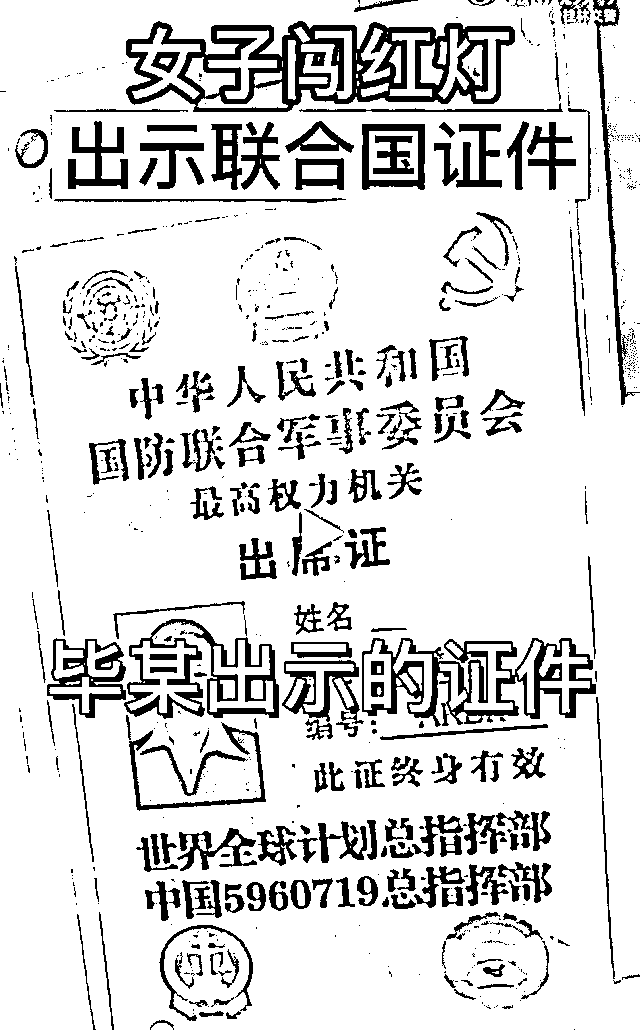 女子闯红灯
出示联合国证件
中华人民共和国
国防联合军事委员会
最高权力机关
出席证
姓名
毕某出示的证件
编号：
此证终身有效
世界全球计划总指挥部
中国5960719总指挥部